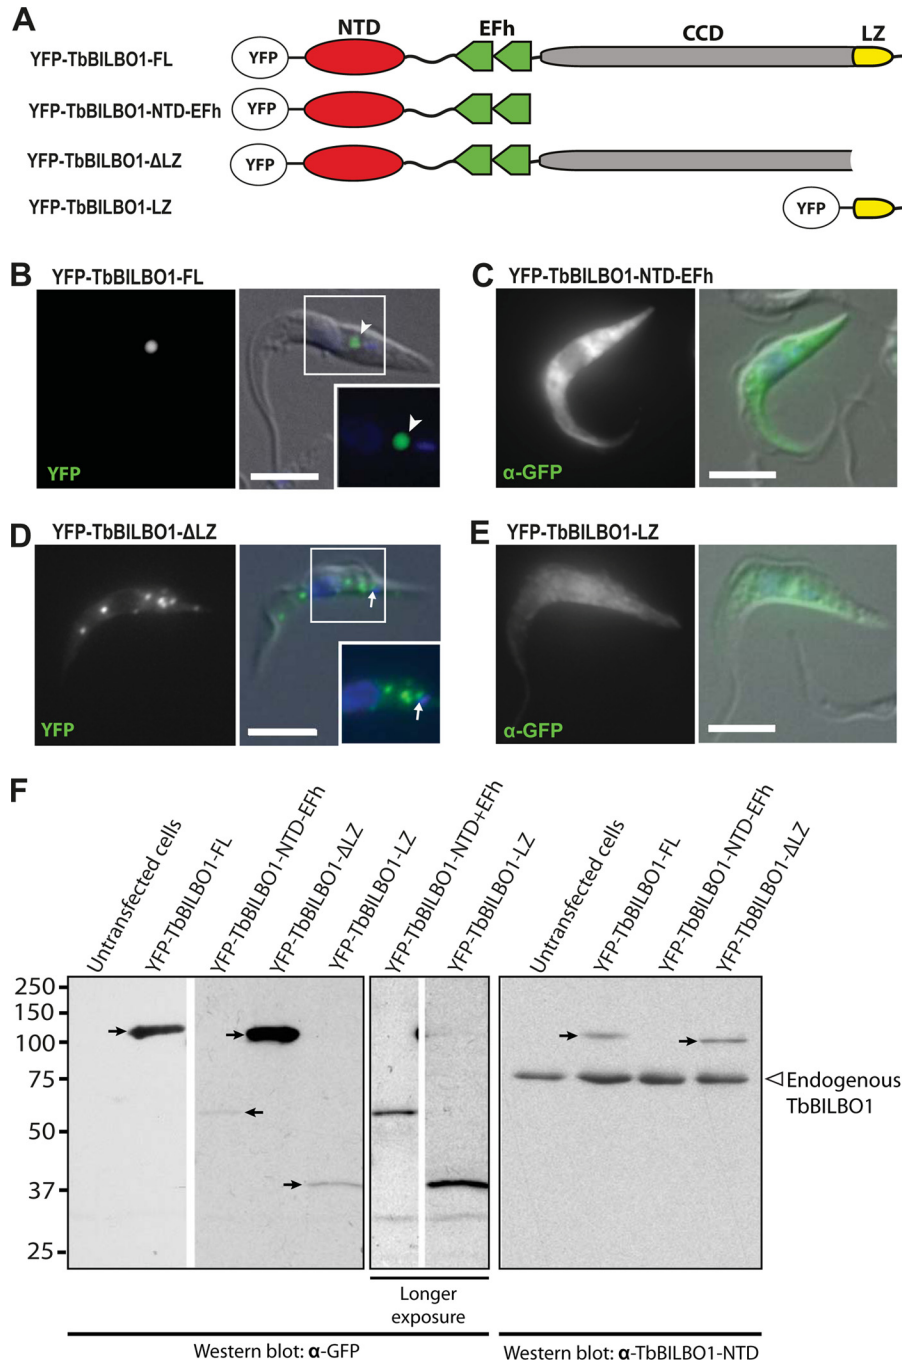 A
NTD
EFh
CCD
LZ
YFP-TbBILBO1-FL
YFP
YFP-TbBILBO1-NTD-EFh
YFP
YFP-TbBILBO1-ΔLZ
YFP
YFP-TbBILBO1-LZ
YFP
B
YFP-TbBILBO1-FL
YFP
C
YFP-TbBILBO1-NTD-EFh
α-GFP
D
YFP-TbBILBO1-ΔLZ
YFP
E
YFP-TbBILBO1-LZ
α-GFP
F
Untransfected cells
YFP-TbBILBO1-FL
YFP-TbBILBO1-NTD-EFh
YFP-TbBILBO1-ΔLZ
YFP-TbBILBO1-LZ
YFP-TbBILBO1-NTD+EFh
YFP-TbBILBO1-LZ
Untransfected cells
YFP-TbBILBO1-FL
YFP-TbBILBO1-NTD-EFh
YFP-TbBILBO1-ΔLZ
250
150
100
75
50
37
25
Endogenous
TbBILBO1
Longer
exposure
Western blot: α-GFP
Western blot: α-TbBILBO1-NTD